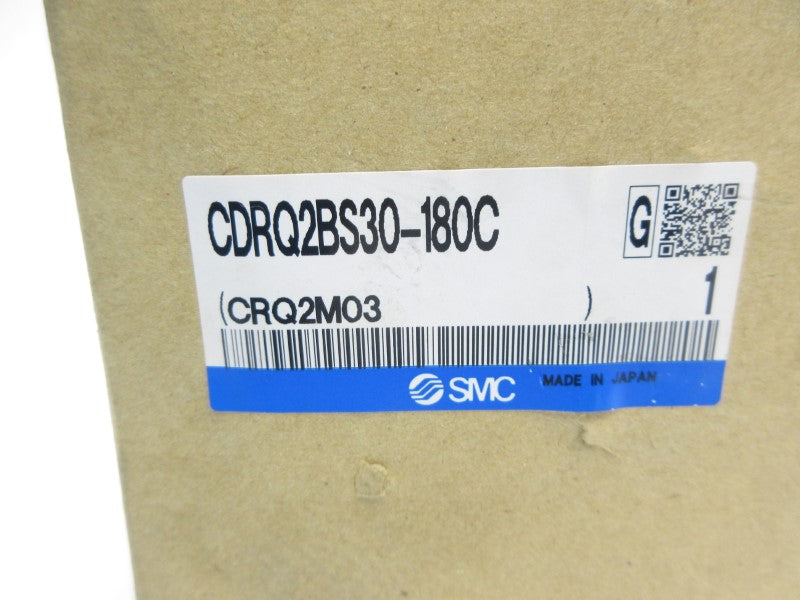 CDRQ2BS30-180C G
(CRQ2M03 ) 1
SMC MADE IN JAPAN